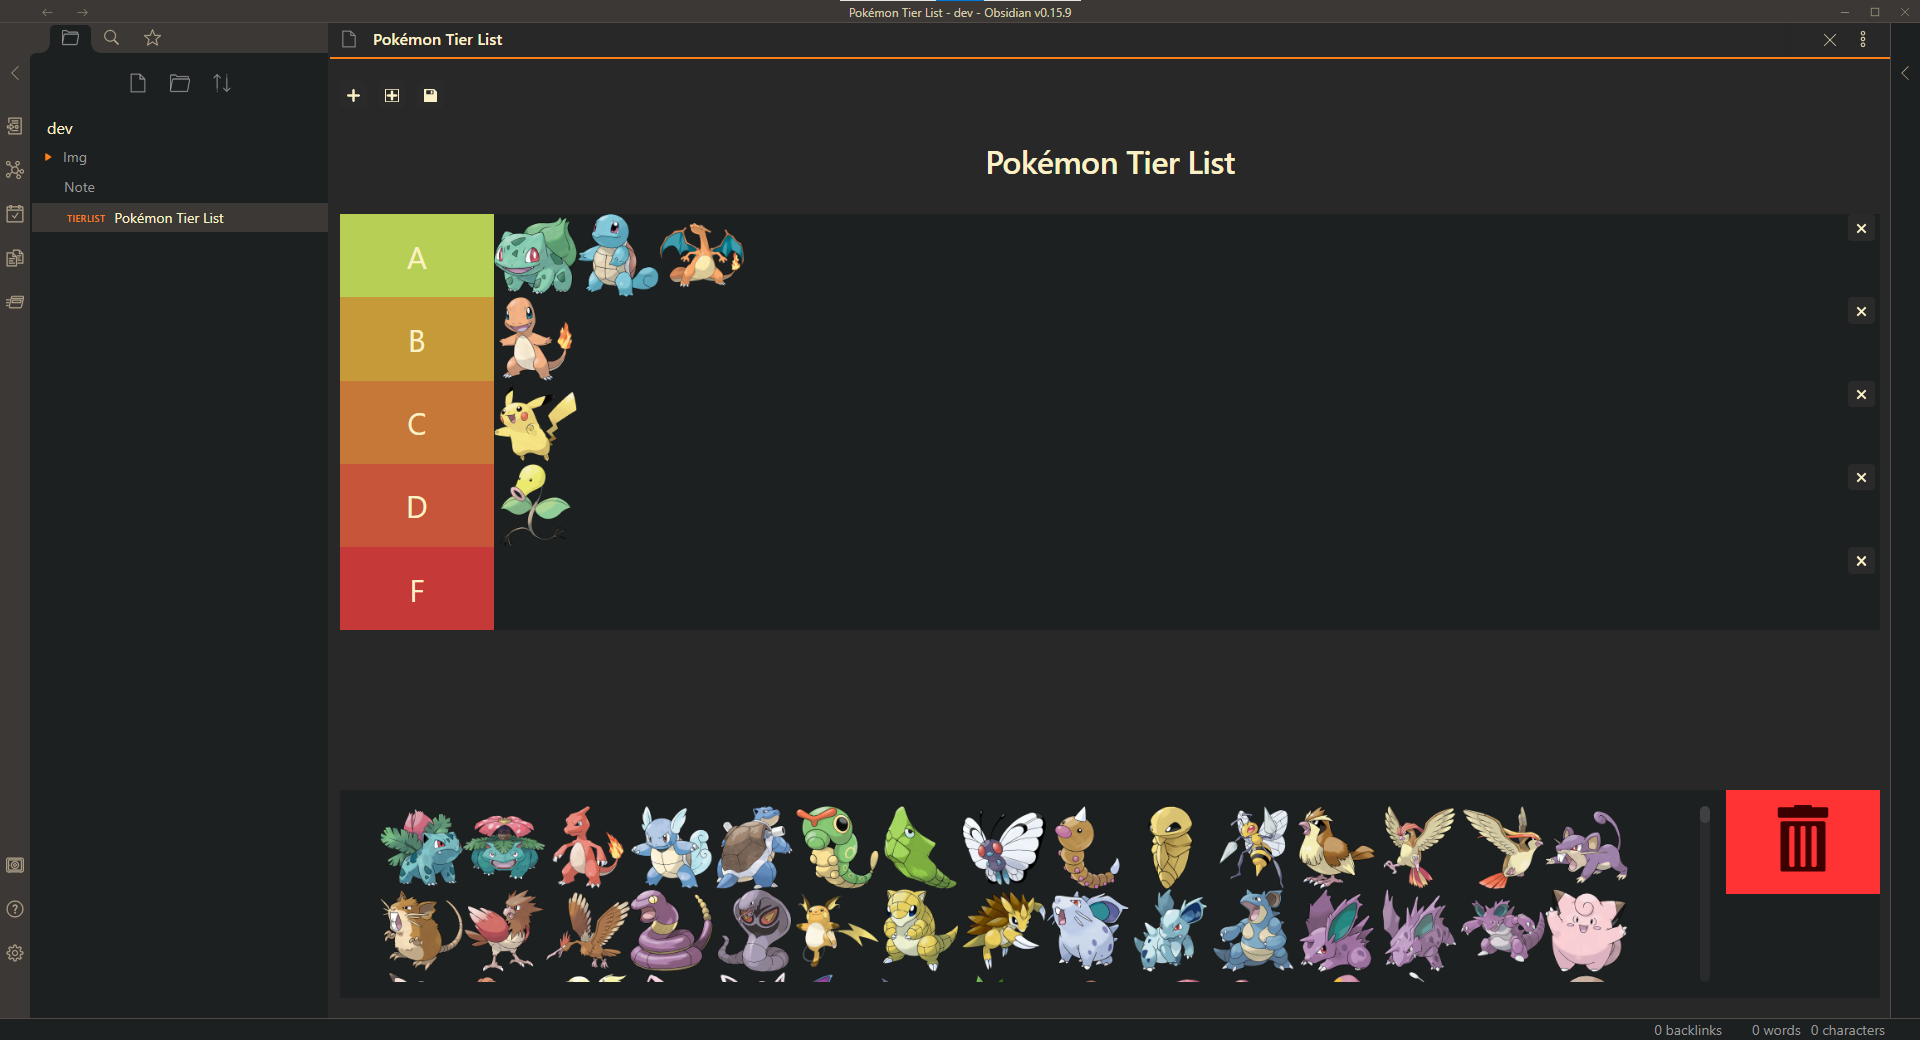 Pokémon Tier List - dev - Obsidian v0.15.9
Pokémon Tier List
dev
Img
Note
TIERLIST Pokémon Tier List
Pokémon Tier List
A
B
C
D
F
0 backlinks 0 words 0 characters